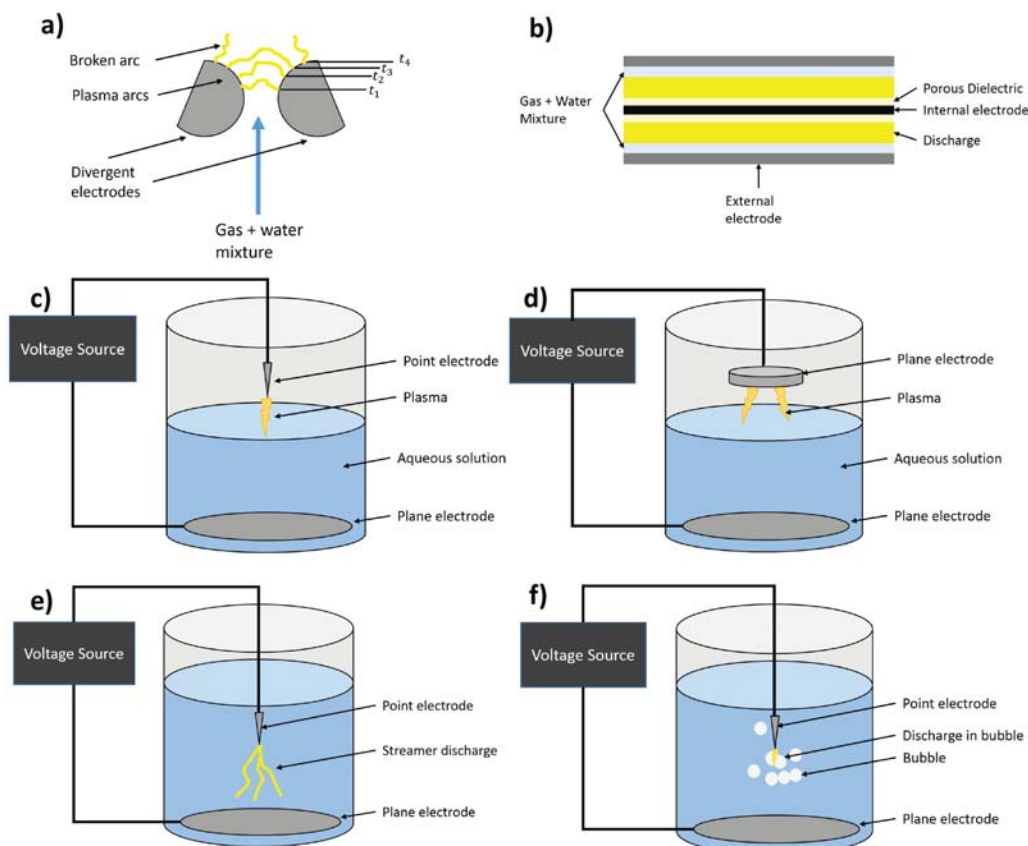 a)
Broken arc
Plasma arcs
t4
t3
t2
t1
Divergent
electrodes
Gas + water
mixture
b)
Gas + Water
Mixture
Porous Dielectric
Internal electrode
Discharge
External
electrode
c)
Voltage Source
Point electrode
Plasma
Aqueous solution
Plane electrode
d)
Voltage Source
Plane electrode
Plasma
Aqueous solution
Plane electrode
e)
Voltage Source
Point electrode
Streamer discharge
Plane electrode
f)
Voltage Source
Point electrode
Discharge in bubble
Bubble
Plane electrode